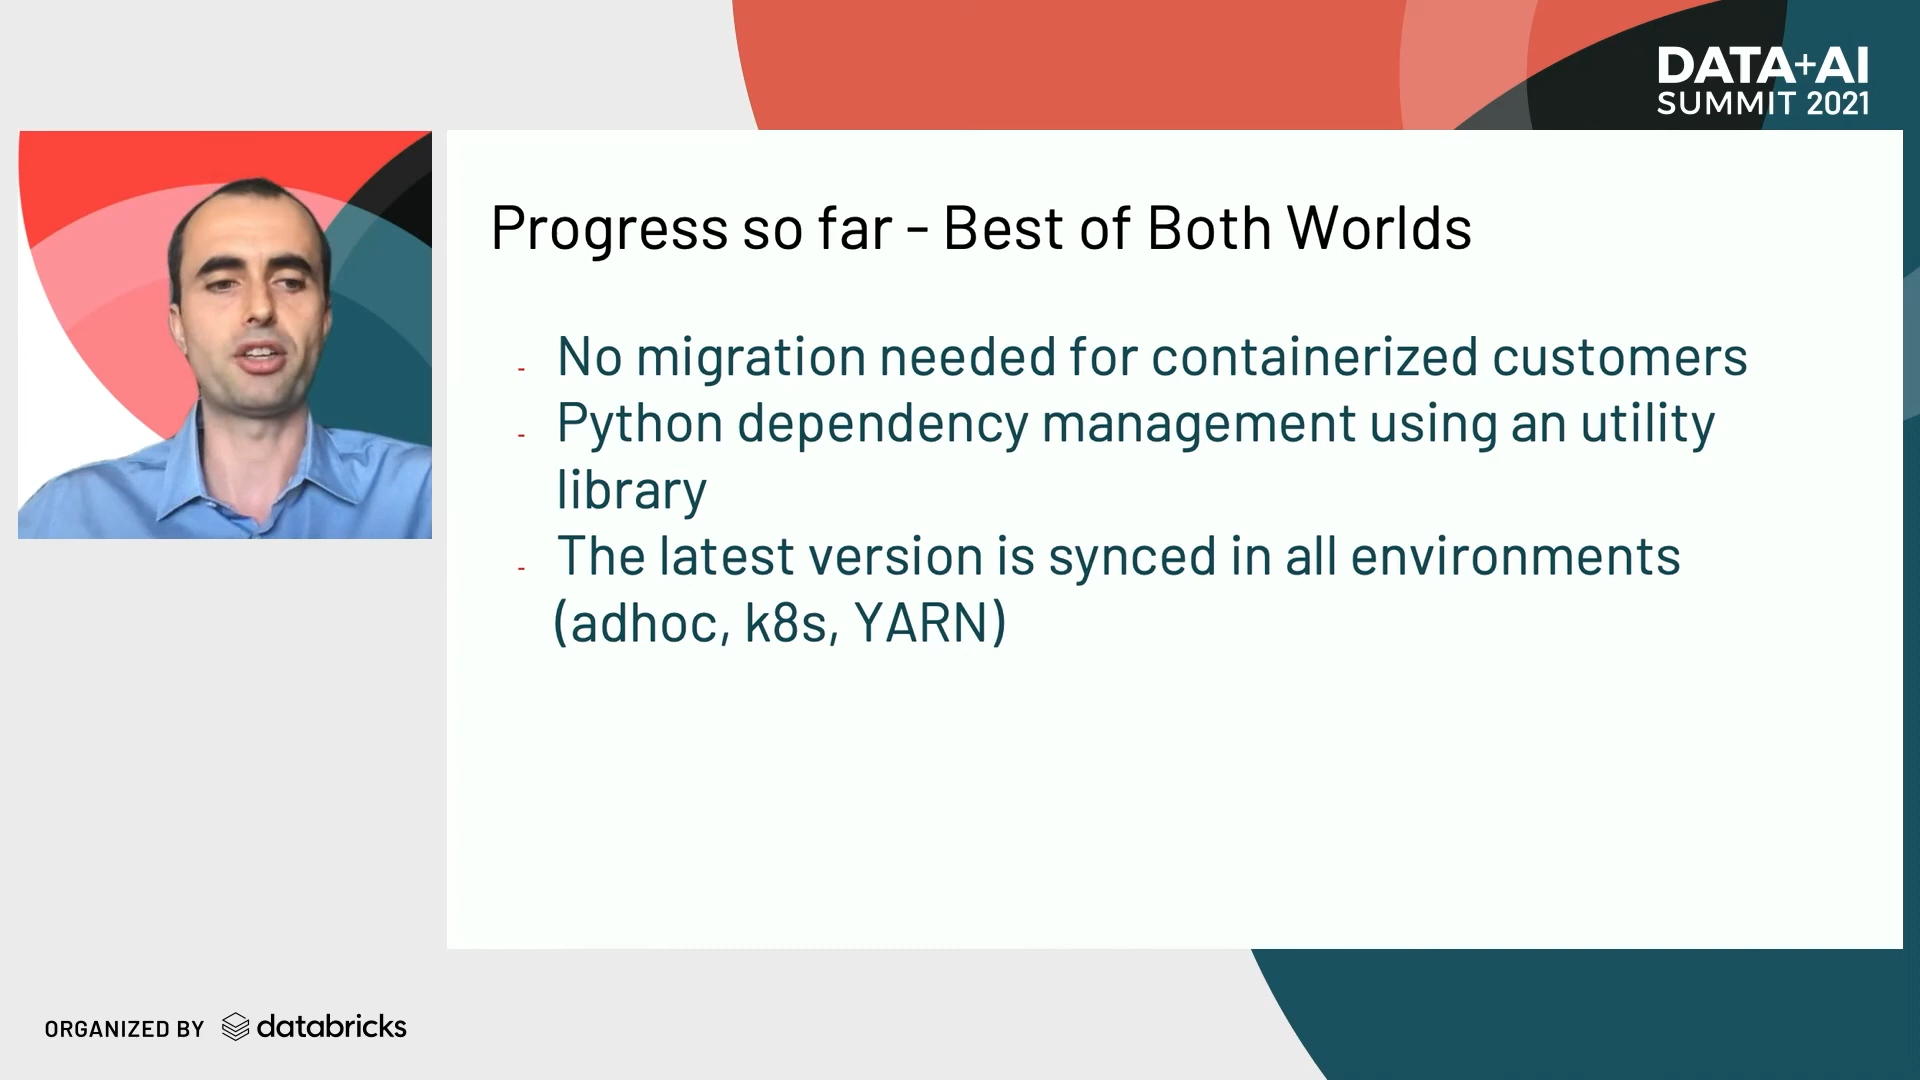 DATA+AI
SUMMIT 2021
Progress so far - Best of Both Worlds
- No migration needed for containerized customers
- Python dependency management using an utility
library
- The latest version is synced in all environments
(adhoc, k8s, YARN)
ORGANIZED BY databricks